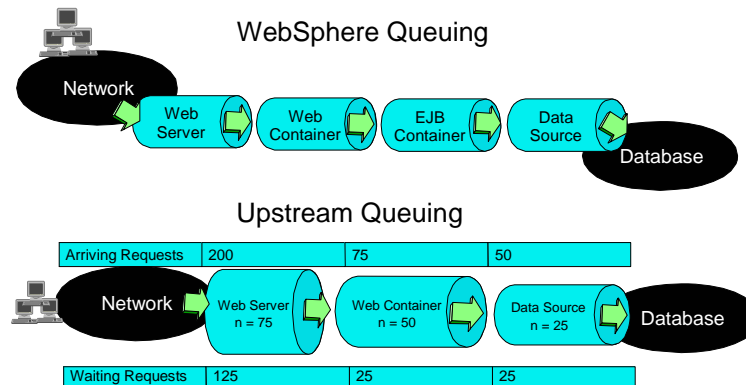 WebSphere Queuing
Network
Web
Server
Web
Container
EJB
Container
Data
Source
Database
Upstream Queuing
Arriving Requests 200 75 50
Network
Web Server
n = 75
Web Container
n = 50
Data Source
n = 25
Database
Waiting Requests 125 25 25